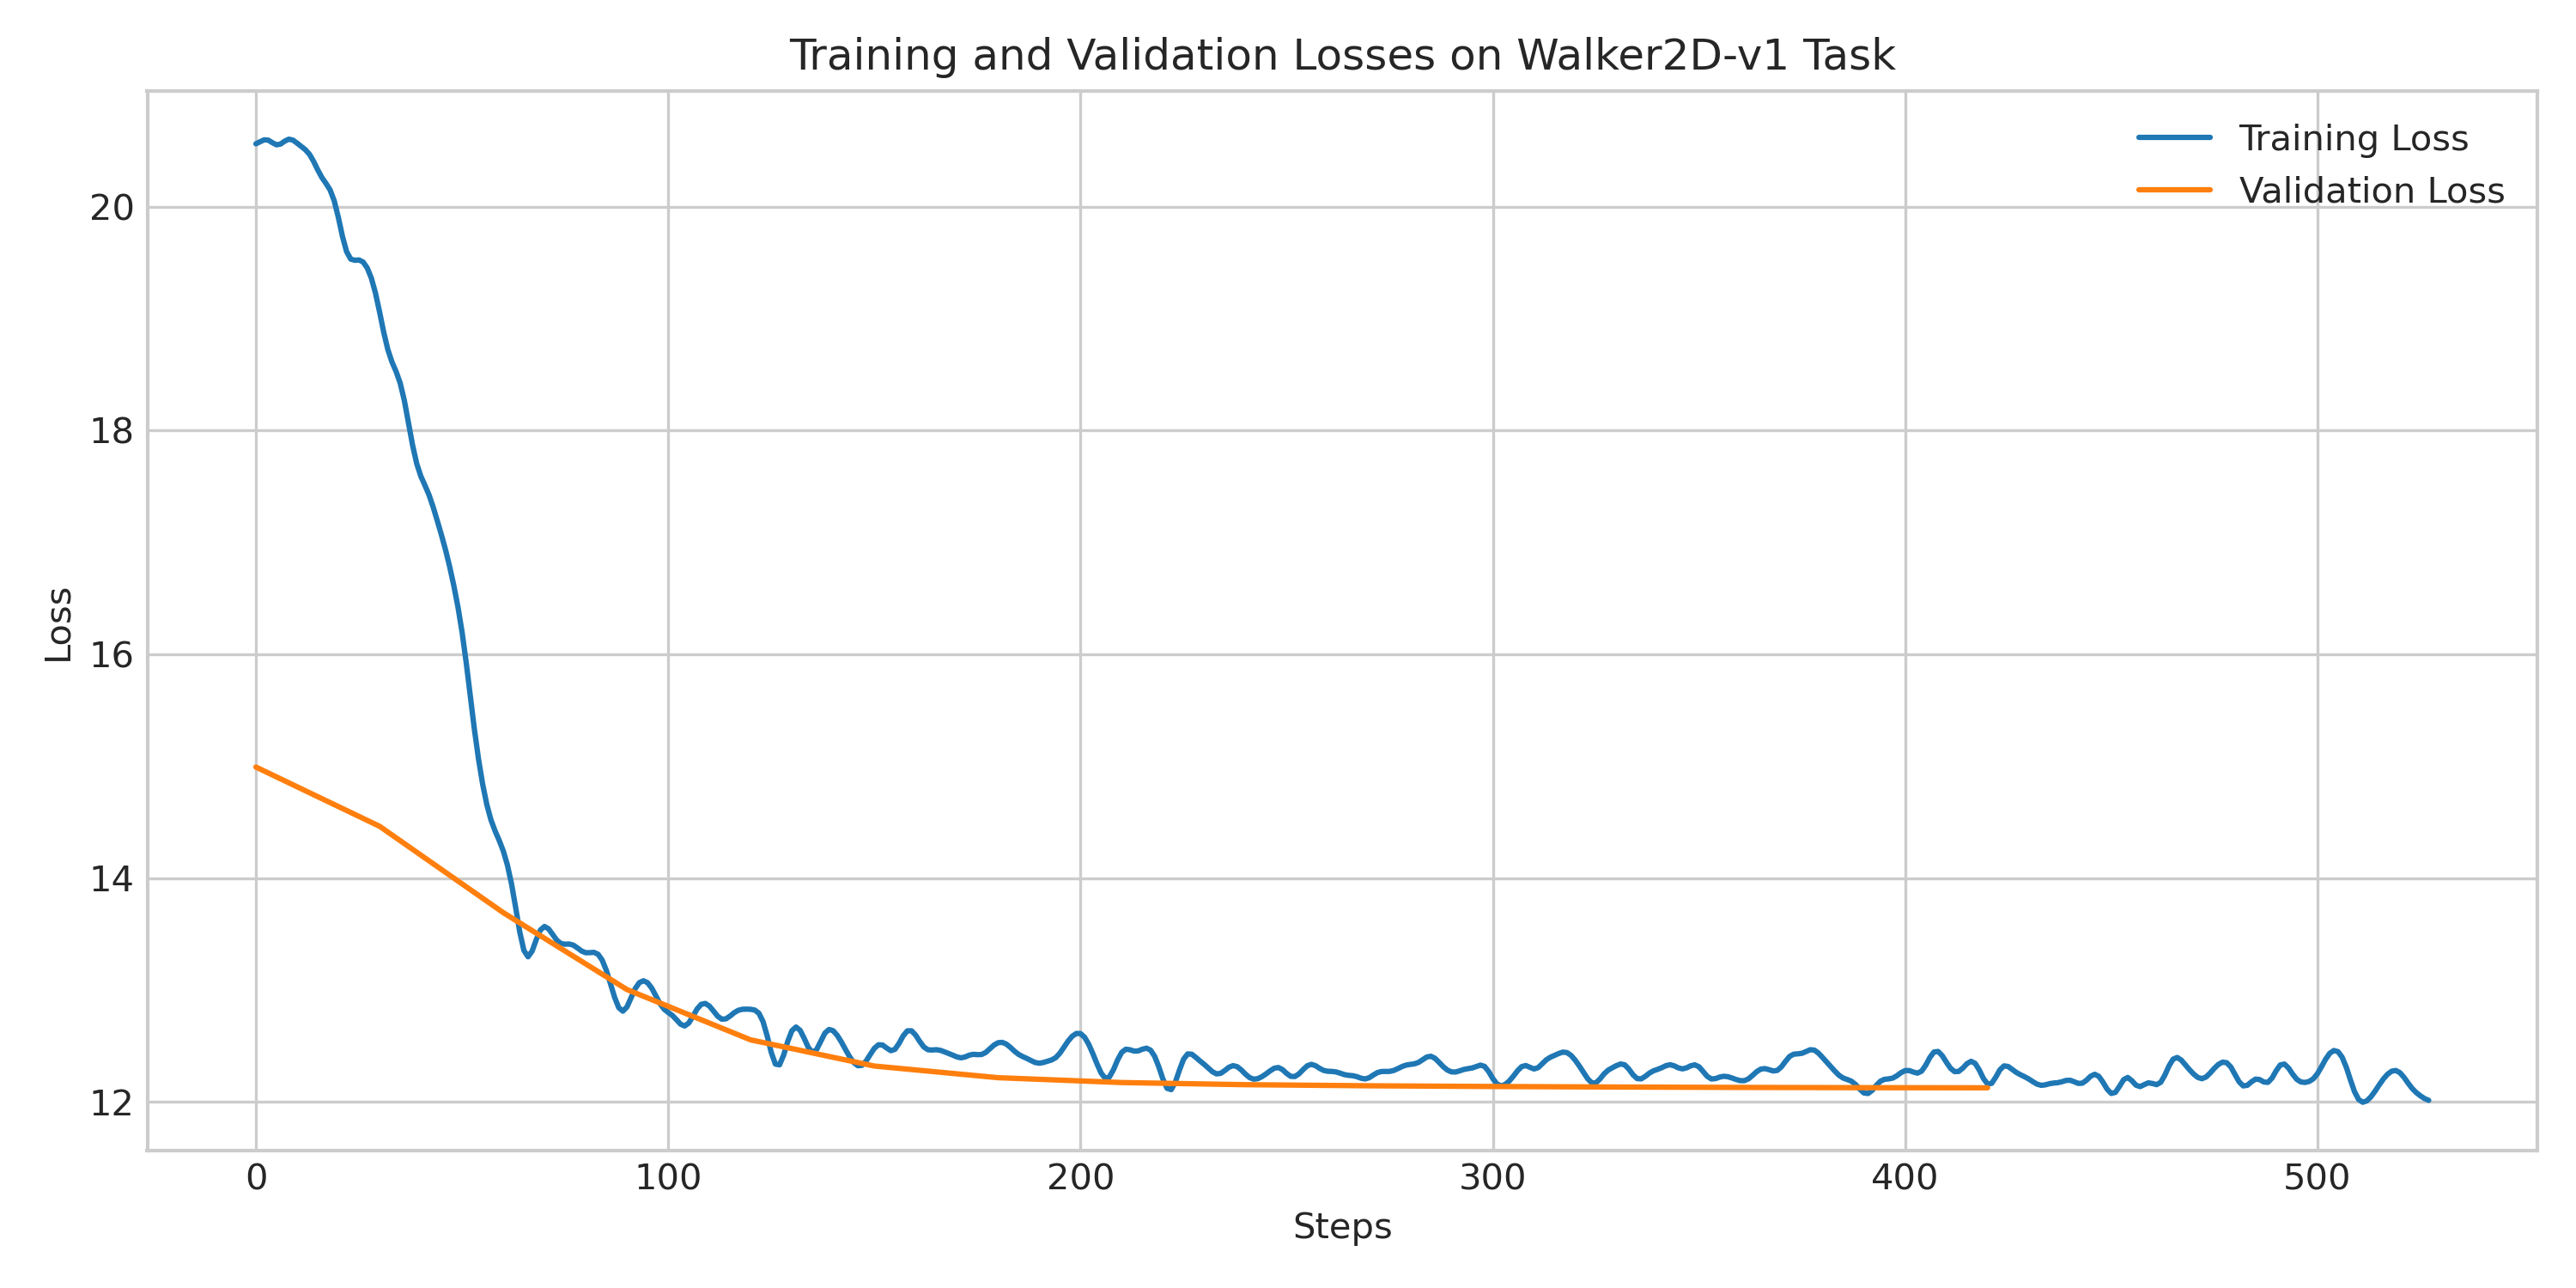 Training and Validation Losses on Walker2D-v1 Task
Training Loss
Validation Loss
20
18
16
14
12
Loss
0 100 200 300 400 500
Steps